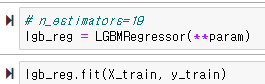 # n_estimators=19
lgb_reg = LGBMRegressor(**param)
lgb_reg.fit(X_train, y_train)